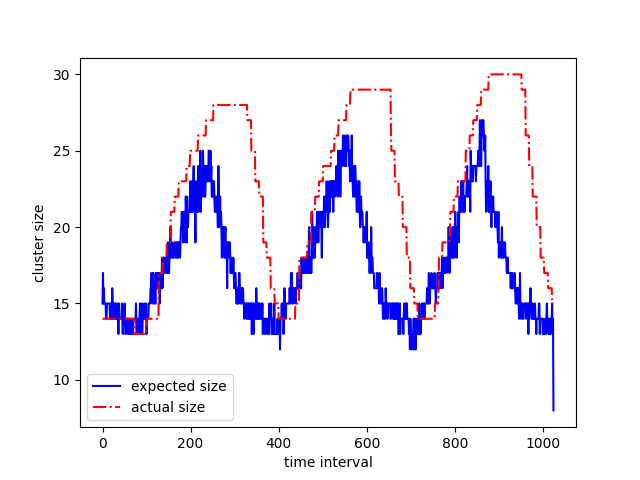 30
25
20
15
10
cluster size
expected size
actual size
0 200 400 600 800 1000
time interval